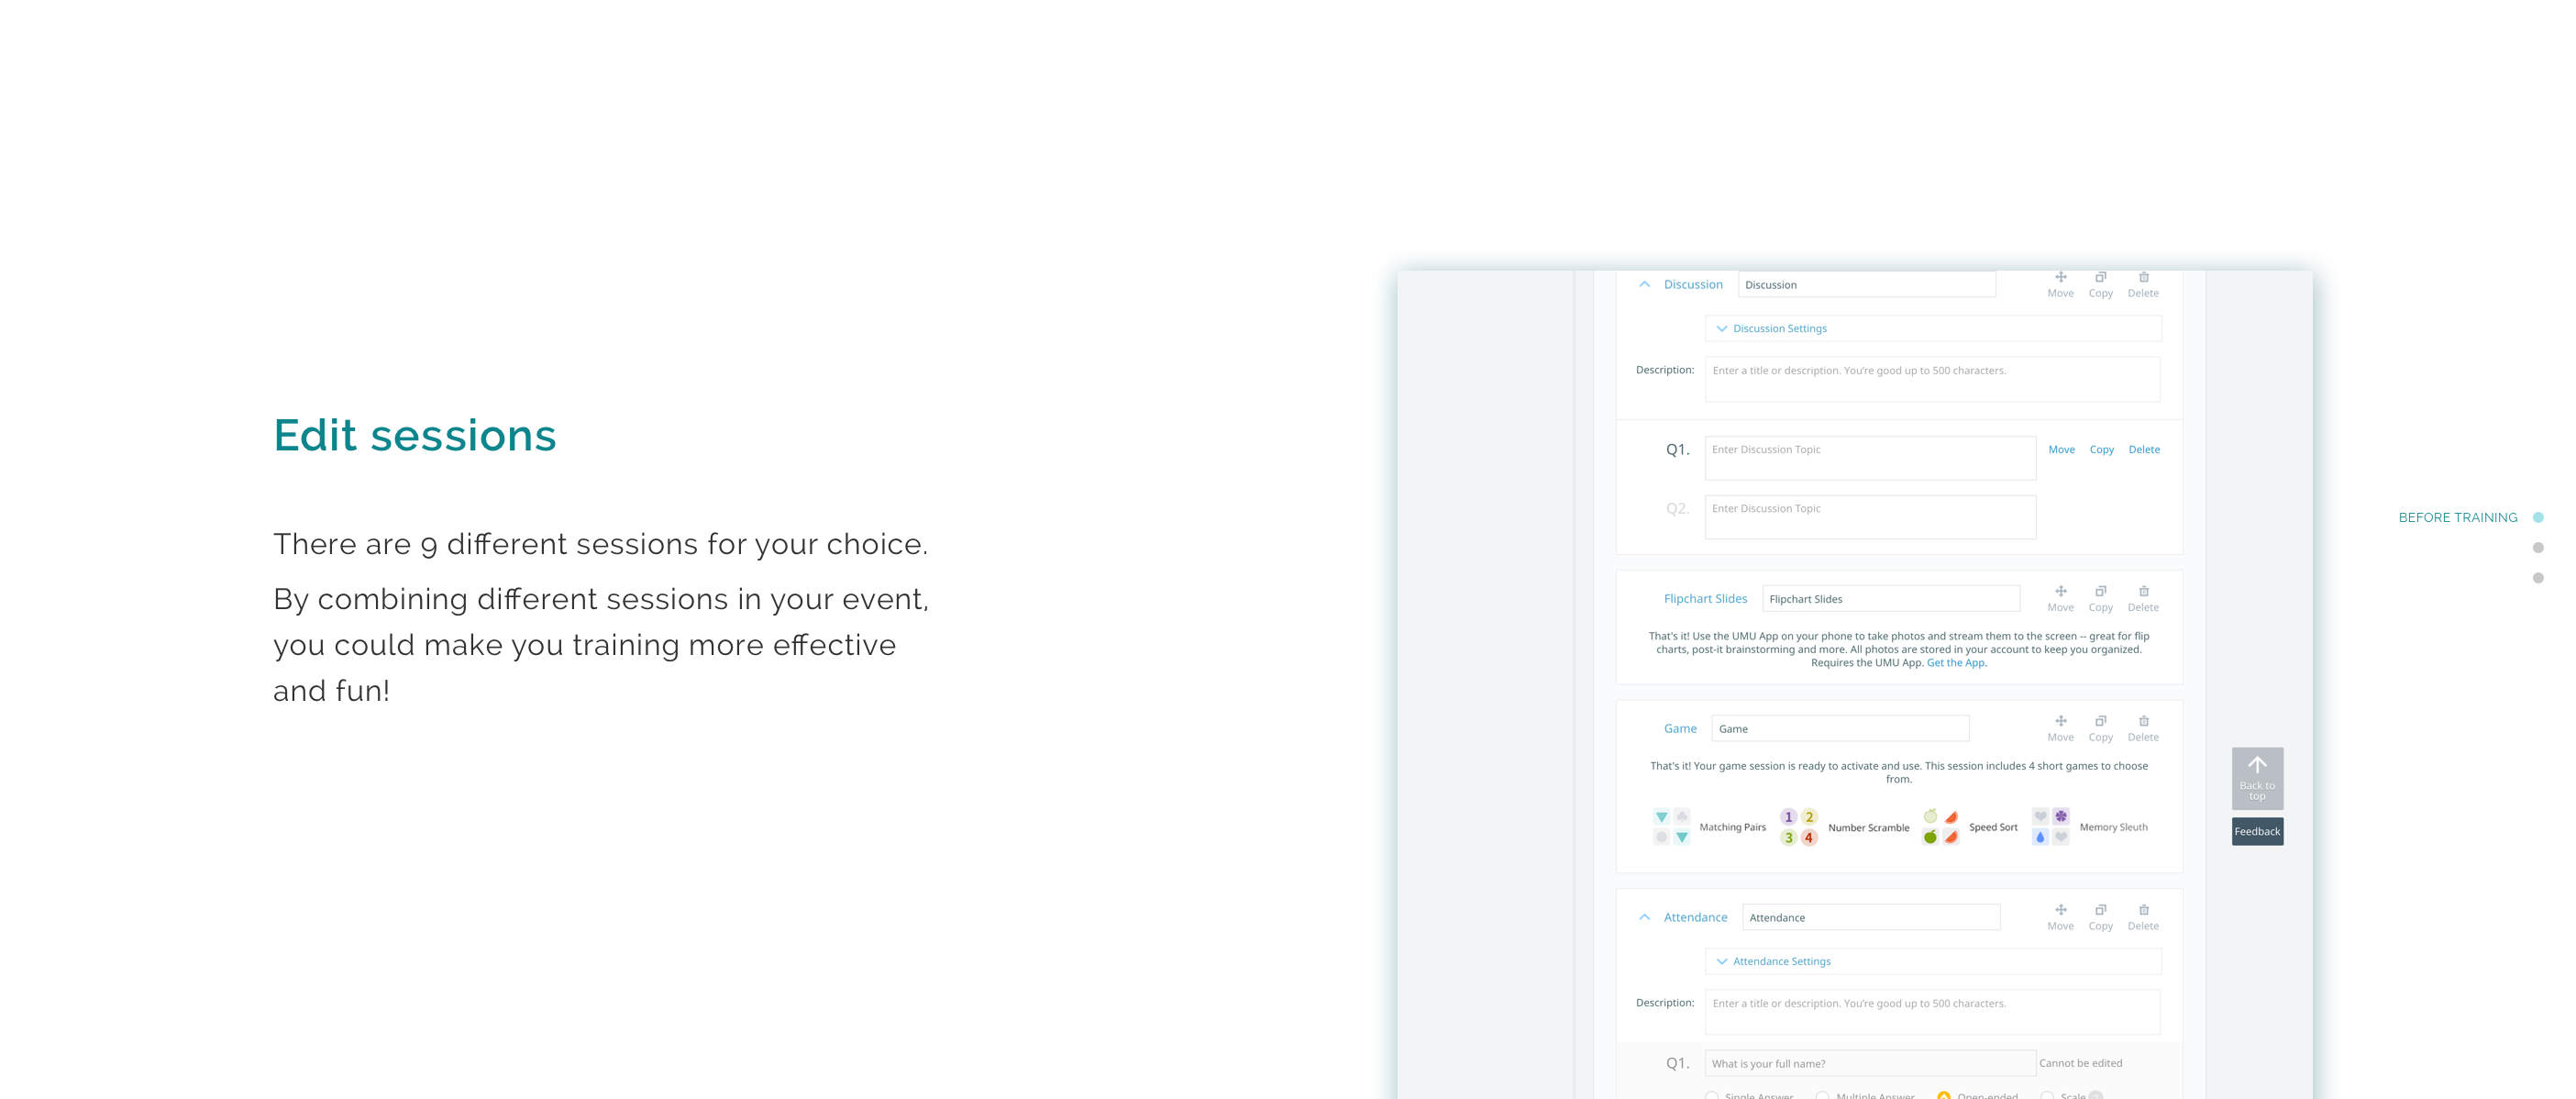 Edit sessions
There are 9 different sessions for your choice.
By combining different sessions in your event,
you could make you training more effective
and fun!
Discussion
Discussion
Move
Copy
Delete
Discussion Settings
Description:
Enter a title or description. You're good up to 500 characters.
Q1.
Enter Discussion Topic
Move
Copy
Delete
Q2.
Enter Discussion Topic
Flipchart Slides
Flipchart Slides
Move
Copy
Delete
That's it! Use the UMU App on your phone to take photos and stream them to the screen -- great for flip
charts, post-it brainstorming and more. All photos are stored in your account to keep you organized.
Requires the UMU App. Get the App.
Game
Game
Move
Copy
Delete
That's it! Your game session is ready to activate and use. This session includes 4 short games to choose
from.
Matching Pairs
1
2
3
4
Number Scramble
Speed Sort
Memory Sleuth
Attendance
Attendance
Move
Copy
Delete
Attendance Settings
Description:
Enter a title or description. You're good up to 500 characters.
Q1.
What is your full name?
Cannot be edited
Single Answer
Multiple Answer
Open-ended
Scale
Back to
top
Feedback
BEFORE TRAINING